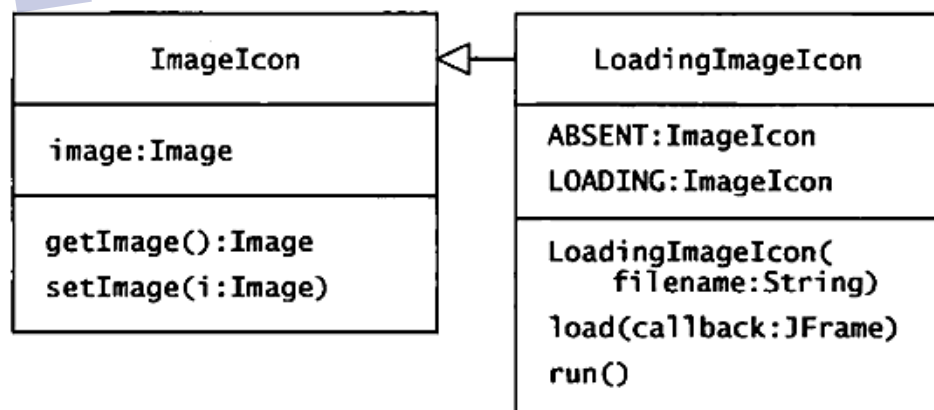 ImageIcon
image:Image
getImage():Image
setImage(i:Image)
LoadingImageIcon
ABSENT:ImageIcon
LOADING:ImageIcon
LoadingImageIcon(
filename:String)
load(callback:JFrame)
run()